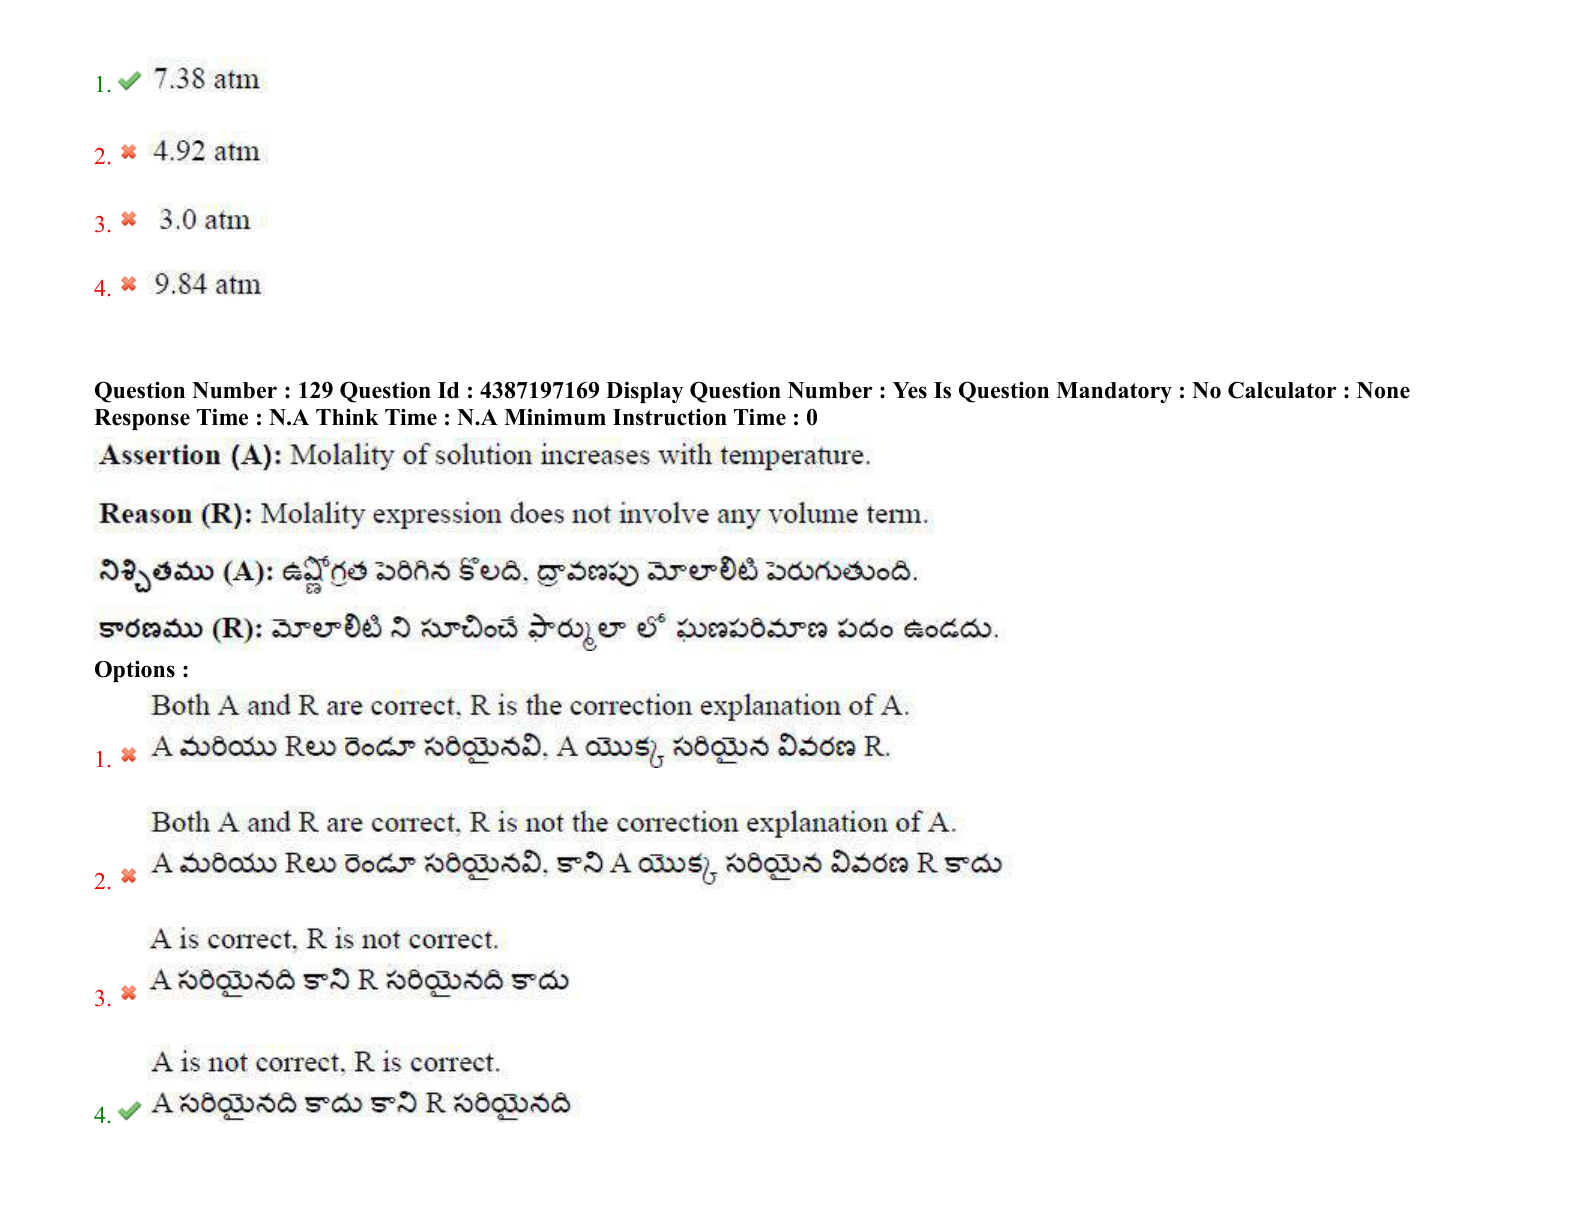 1. 7.38 atm
2. 4.92 atm
3. 3.0 atm
4. 9.84 atm
Question Number : 129 Question Id : 4387197169 Display Question Number : Yes Is Question Mandatory : No Calculator : None
Response Time : N.A Think Time : N.A Minimum Instruction Time : 0
Assertion (A): Molality of solution increases with temperature.
Reason (R): Molality expression does not involve any volume term.
నిశ్చితము (A): ఉష్ణోగ్రత పెరిగిన కొలది, ద్రావణపు మోలాలిటి పెరుగుతుంది.
కారణము (R): మోలాలిటి ని సూచించే ఫార్ములా లో ఘణపరిమాణ పదం ఉండదు.
Options :
Both A and R are correct, R is the correction explanation of A.
1. A మరియు Rలు రెండూ సరియైనవి, A యొక్క సరియైన వివరణ R.
Both A and R are correct, R is not the correction explanation of A.
2. A మరియు Rలు రెండూ సరియైనవి, కాని A యొక్క సరియైన వివరణ R కాదు
A is correct, R is not correct.
3. A సరియైనది కాని R సరియైనది కాదు
A is not correct, R is correct.
4. A సరియైనది కాదు కాని R సరియైనది